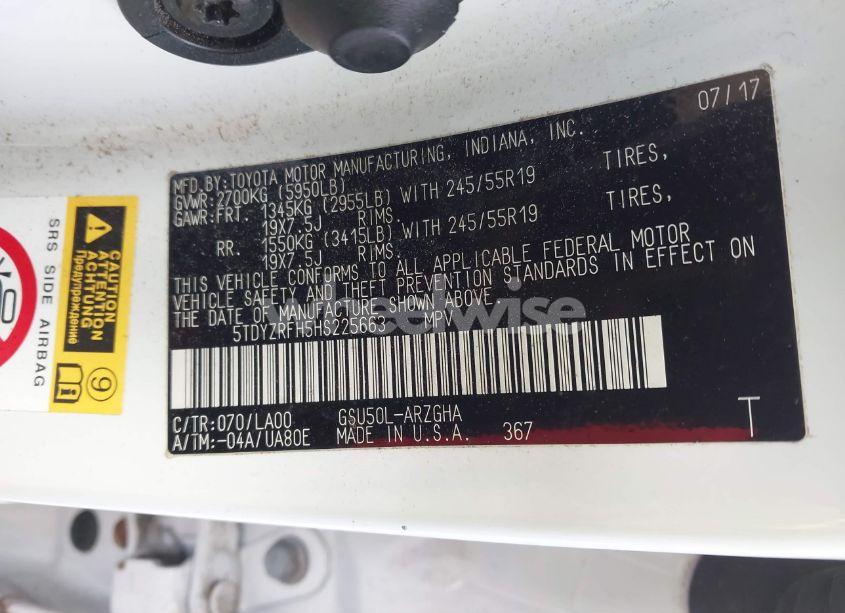 07/17
MFD.BY:TOYOTA MOTOR MANUFACTURING, INDIANA, INC.
GVWR:2700KG (5950LB)
GAWR:FRT. 1345KG (2955LB) WITH 245/55R19 TIRES,
19X7.5J RIMS.
RR. 1550KG (3415LB) WITH 245/55R19 TIRES,
19X7.5J RIMS.
THIS VEHICLE CONFORMS TO ALL APPLICABLE FEDERAL MOTOR
VEHICLE SAFETY AND THEFT PREVENTION STANDARDS IN EFFECT ON
THE DATE OF MANUFACTURE SHOWN ABOVE.
5TDYZRFH5HS225663 MPV
C/TR:070/LA00 GSU50L-ARZGHA
A/TM:-04A/UA80E MADE IN U.S.A. 367 T
SRS SIDE AIRBAG
CAUTION
ATTENTION
ACHTUNG
Предупреждение
i
9
wheelwise